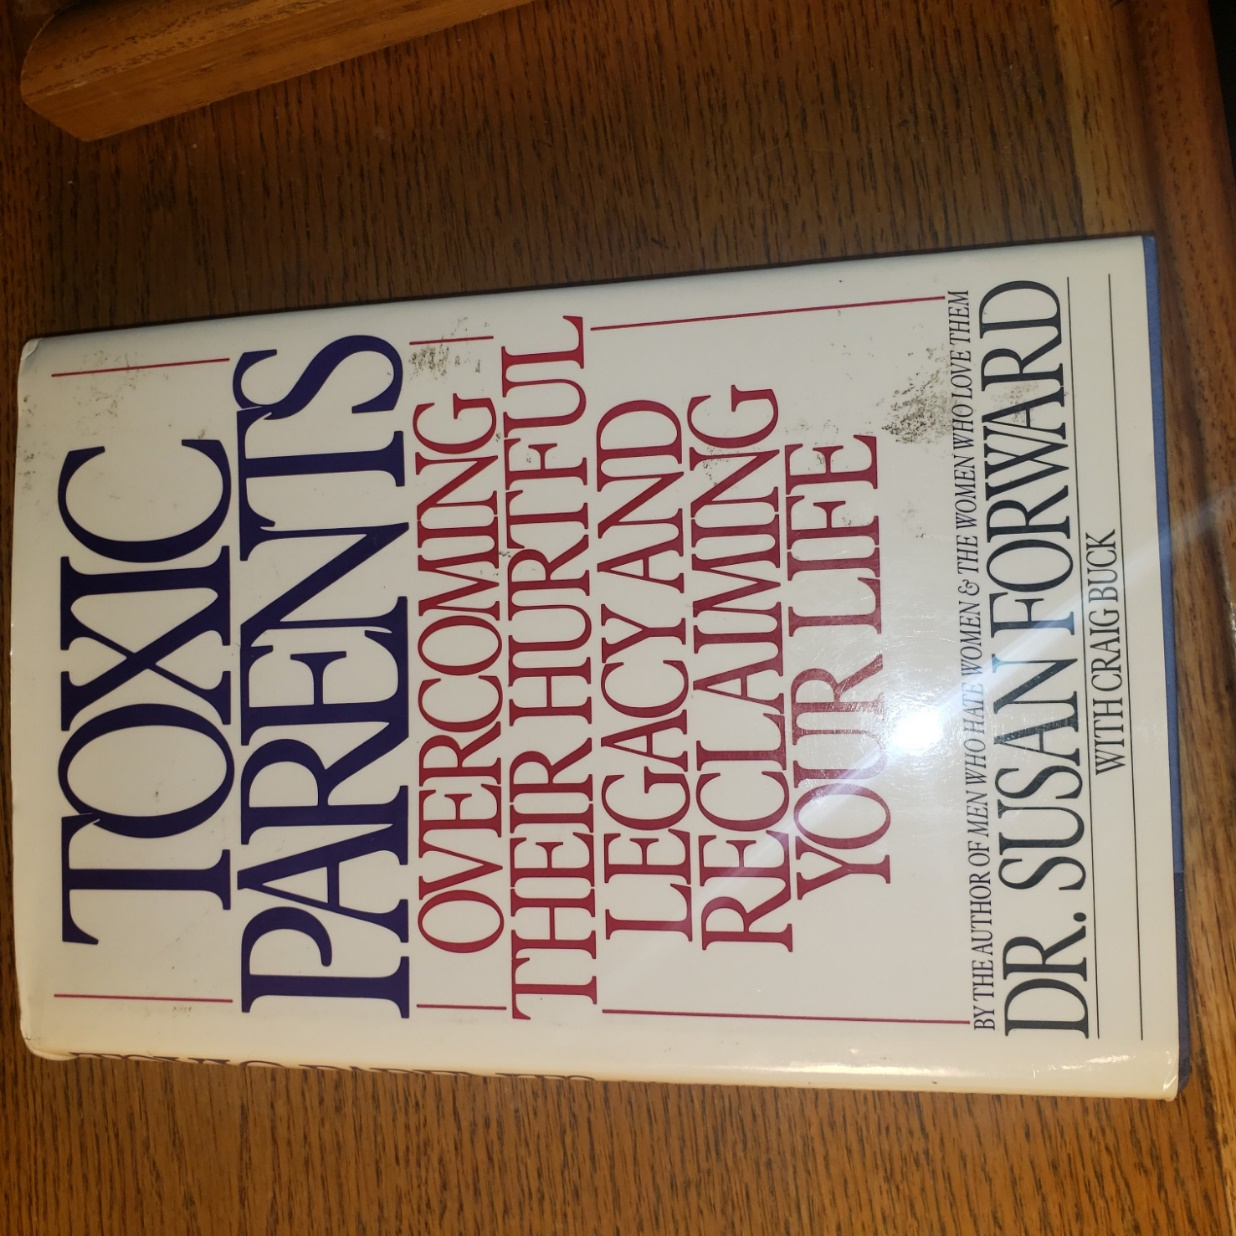 TOXIC
PARENTS
OVERCOMING
THEIR HURTFUL
LEGACY AND
RECLAIMING
YOUR LIFE
BY THE AUTHOR OF MEN WHO HATE WOMEN & THE WOMEN WHO LOVE THEM
DR. SUSAN FORWARD
WITH CRAIG BUCK